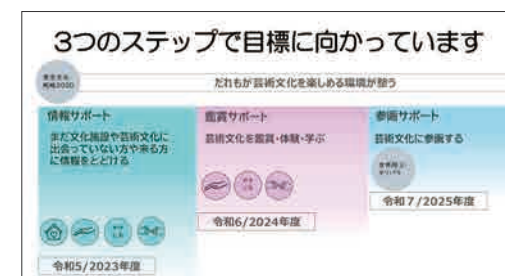 3つのステップで目標に向かっています
だれもが芸術文化を楽しめる環境が整う
情報サポート
まだ文化施設や芸術文化に
出会っていない方や来る方
に情報をとどける
令和5/2023年度
鑑賞サポート
芸術文化を鑑賞・体験・学ぶ
令和6/2024年度
参画サポート
芸術文化に参画する
令和7/2025年度